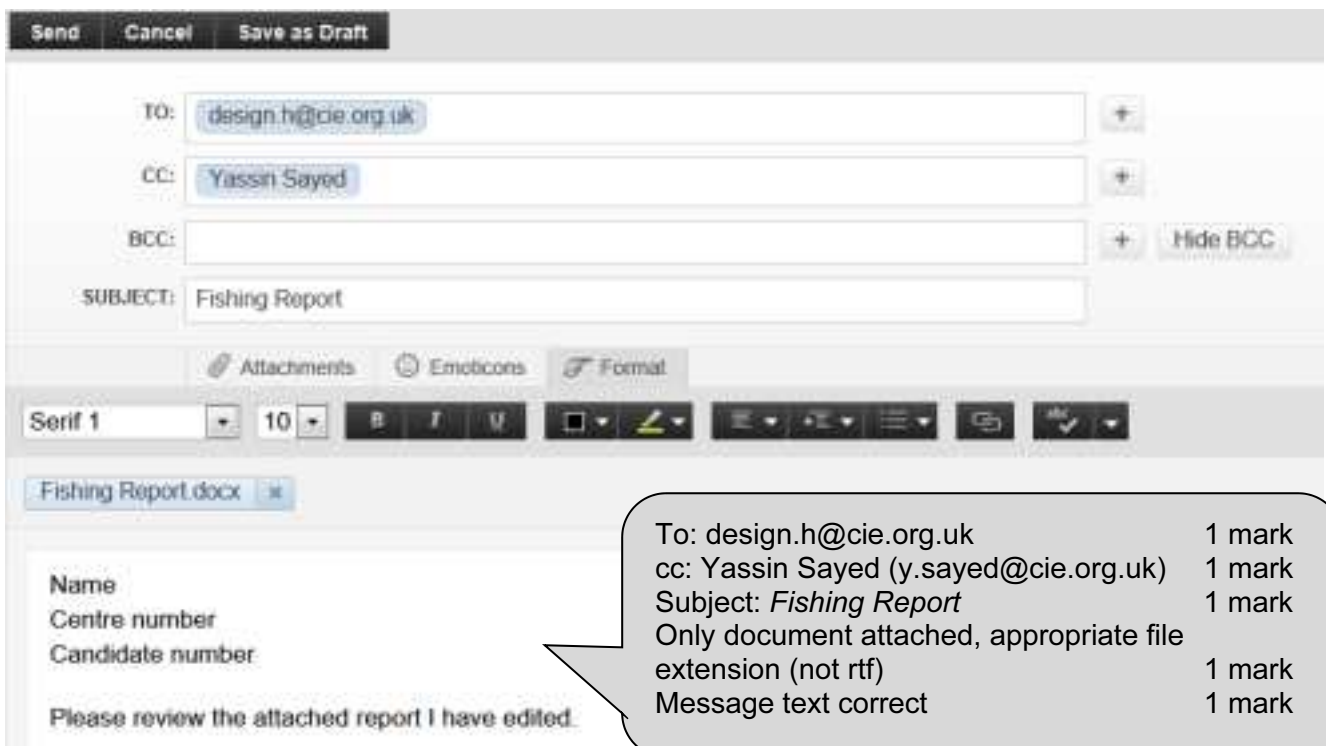 Send Cancel Save as Draft
TO: design.h@cie.org.uk +
CC: Yassin Sayed +
BCC: + Hide BCC
SUBJECT: Fishing Report
Attachments Emoticons Format
Serif 1 10 B I U abc
Fishing Report.docx x
Name
Centre number
Candidate number
Please review the attached report I have edited.
To: design.h@cie.org.uk 1 mark
cc: Yassin Sayed (y.sayed@cie.org.uk) 1 mark
Subject: Fishing Report 1 mark
Only document attached, appropriate file
extension (not rtf) 1 mark
Message text correct 1 mark